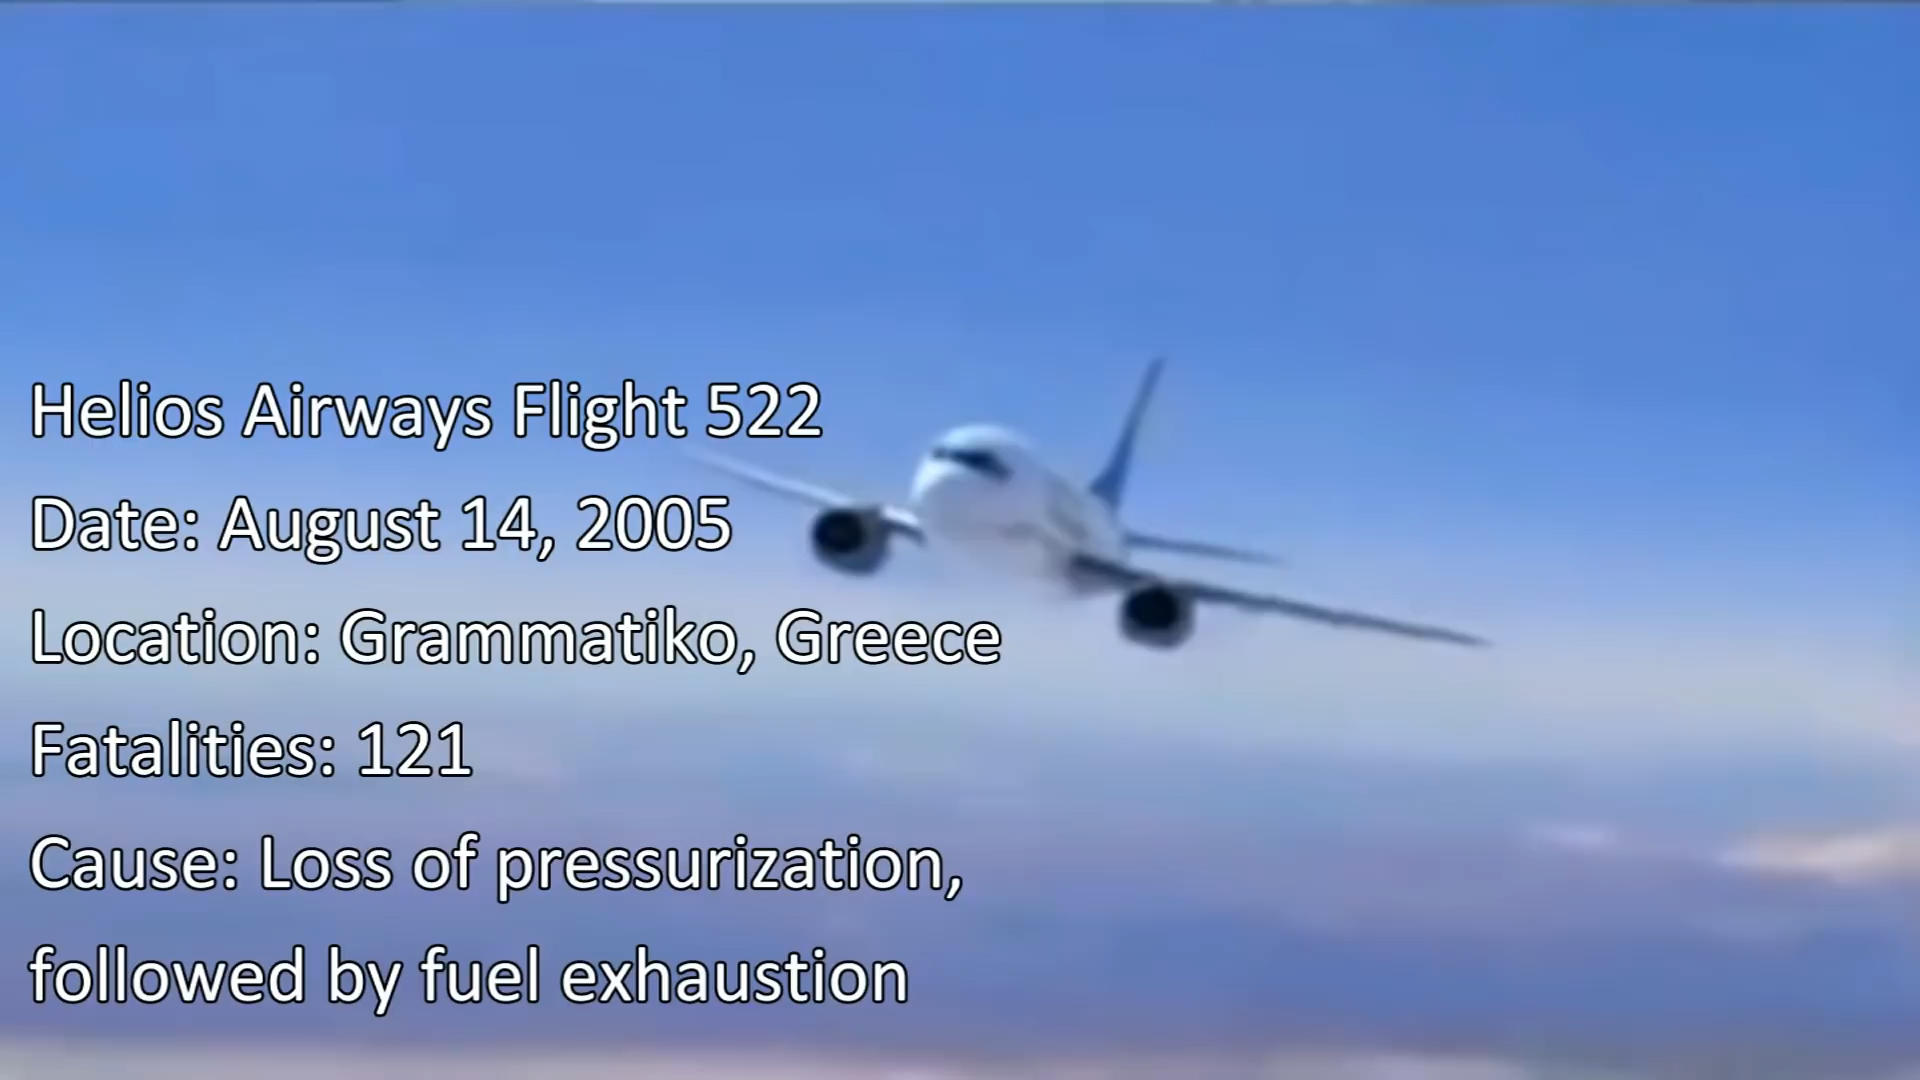 Helios Airways Flight 522
Date: August 14, 2005
Location: Grammatiko, Greece
Fatalities: 121
Cause: Loss of pressurization,
followed by fuel exhaustion